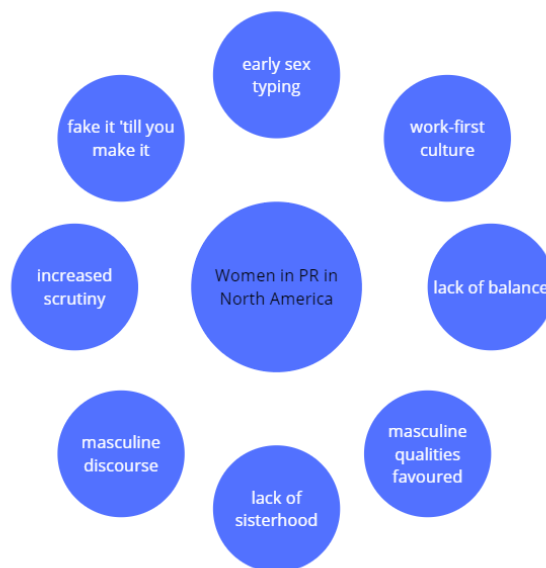 early sex
typing
fake it 'till you
make it
work-first
culture
increased
scrutiny
Women in PR in
North America
lack of balance
masculine
discourse
masculine
qualities
favoured
lack of
sisterhood